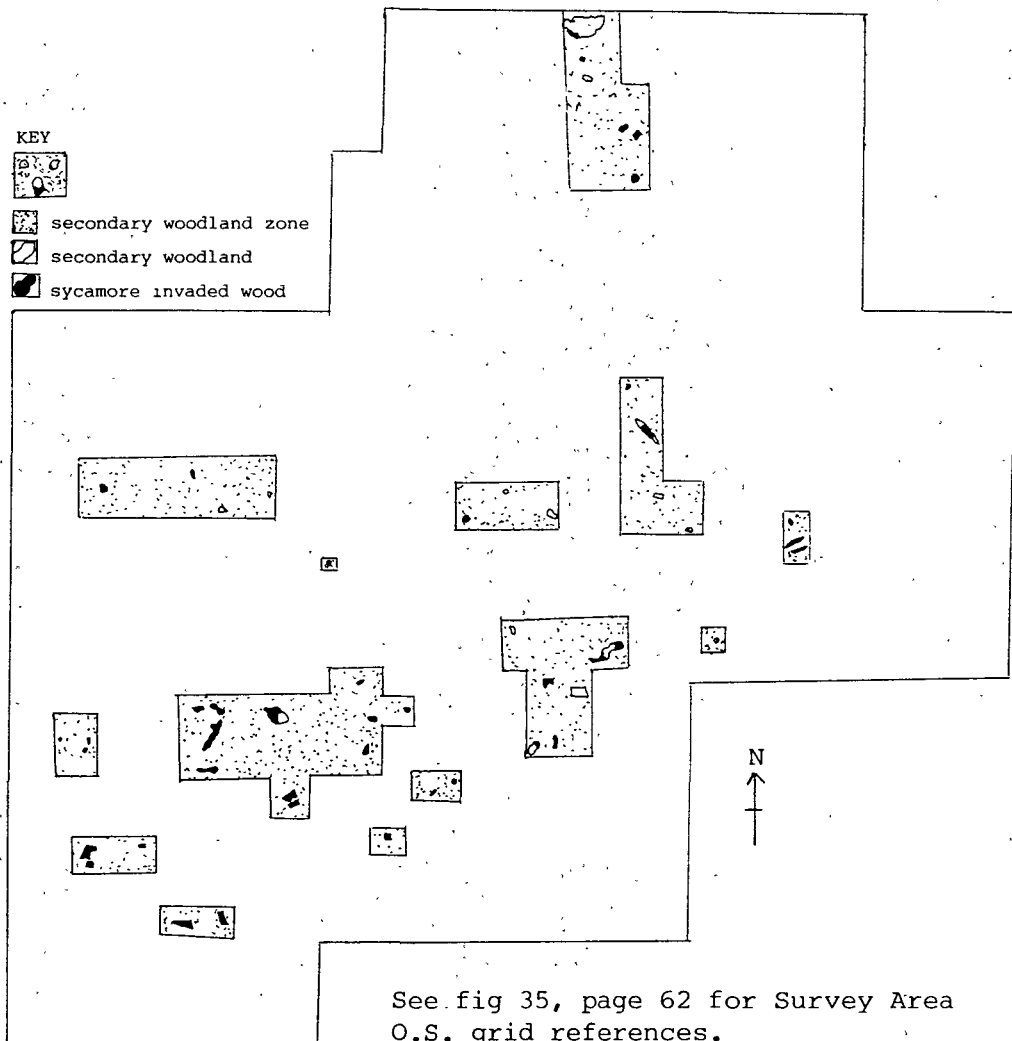 KEY
secondary woodland zone
secondary woodland
sycamore invaded wood
N
See fig 35, page 62 for Survey Area
O.S. grid references.